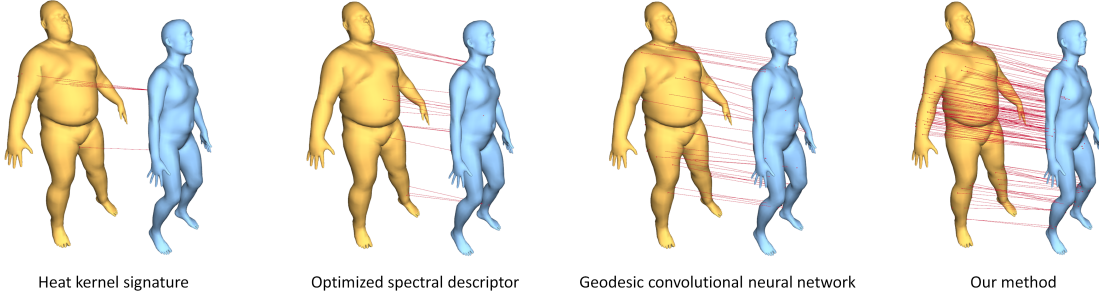 Heat kernel signature
Optimized spectral descriptor
Geodesic convolutional neural network
Our method